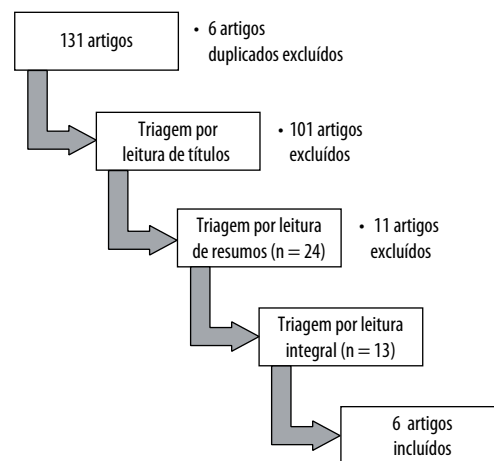 131 artigos
• 6 artigos
duplicados excluídos
Triagem por
leitura de títulos
• 101 artigos
excluídos
Triagem por leitura
de resumos (n = 24)
• 11 artigos
excluídos
Triagem por leitura
integral (n = 13)
6 artigos
incluídos